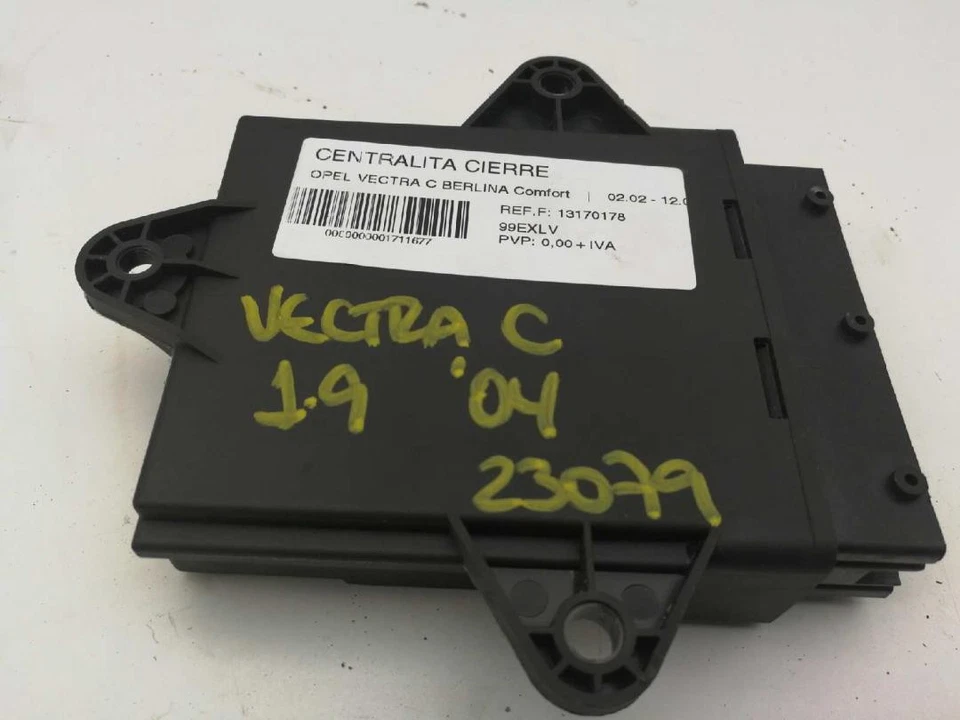 CENTRALITA CIERRE
OPEL VECTRA C BERLINA Comfort | 02.02 - 12.0
REF.F: 13170178
99EXLV
PVP: 0,00 + IVA
0000000001711677
VECTRA C
1.9 '04
23079